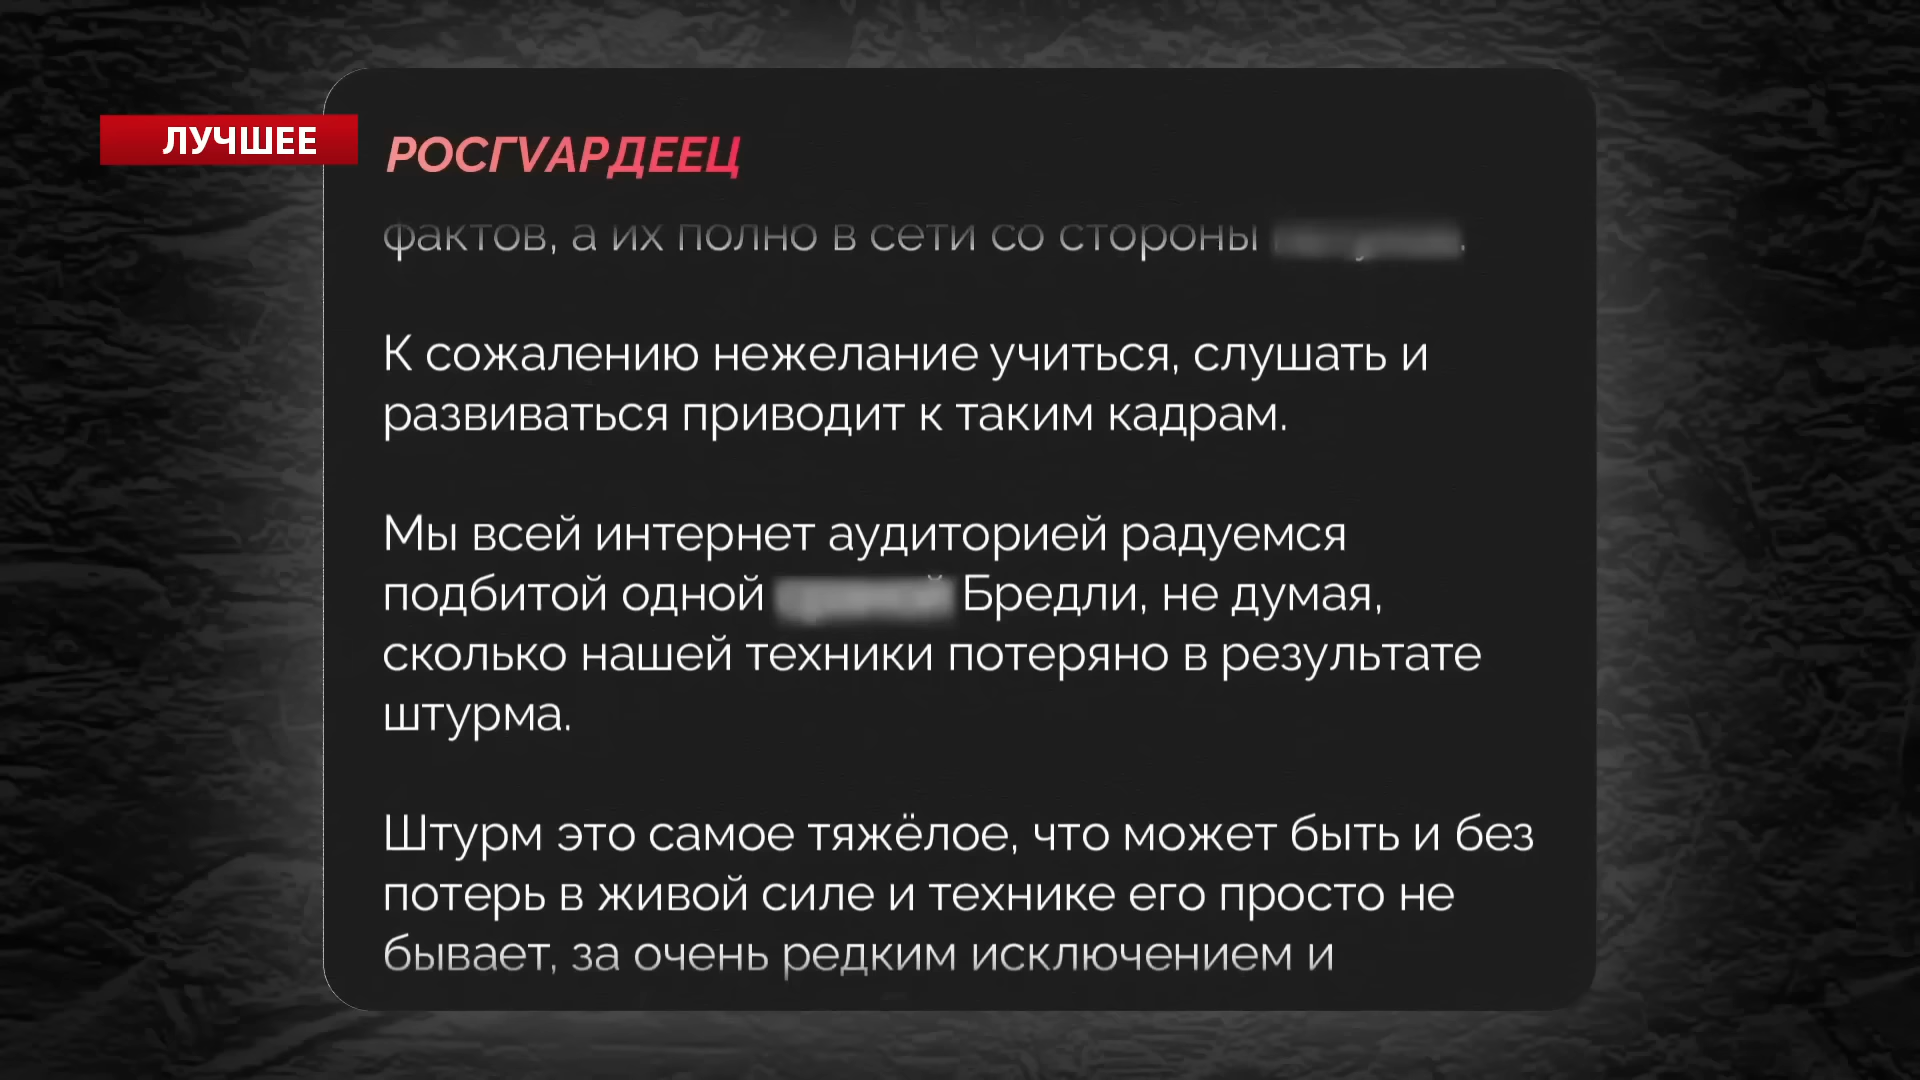 ЛУЧШЕЕ
РОСГVАРДЕЕЦ
фактов, а их полно в сети со стороны
К сожалению нежелание учиться, слушать и
развиваться приводит к таким кадрам.
Мы всей интернет аудиторией радуемся
подбитой одной Бредли, не думая,
сколько нашей техники потеряно в результате
штурма.
Штурм это самое тяжёлое, что может быть и без
потерь в живой силе и технике его просто не
бывает, за очень редким исключением и